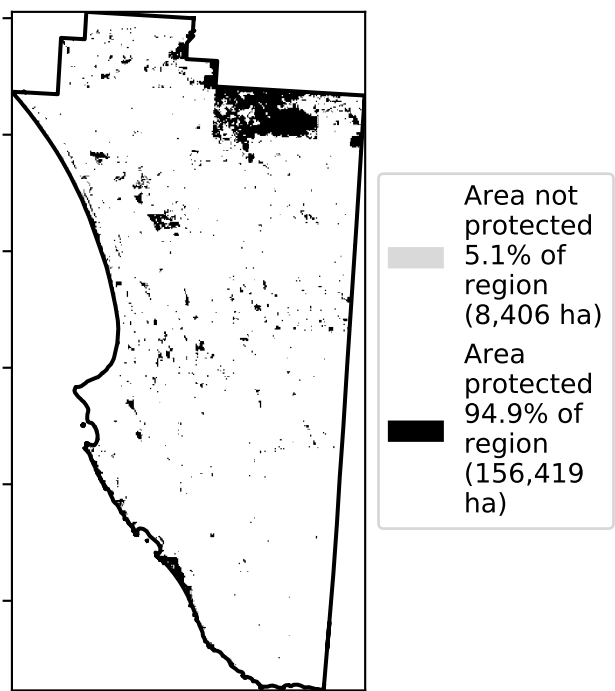 Area not
protected
5.1% of
region
(8,406 ha)
Area
protected
94.9% of
region
(156,419
ha)